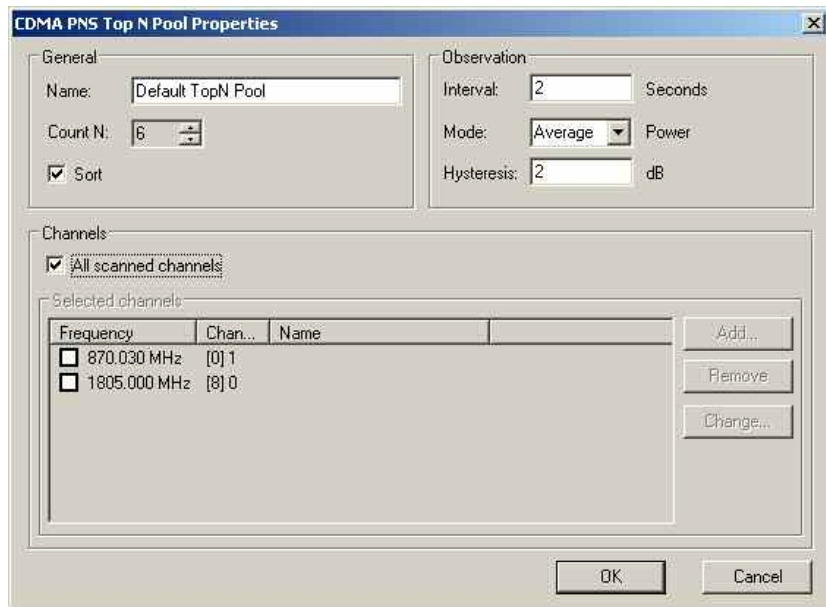 CDMA PNS Top N Pool Properties
General
Name: Default TopN Pool
Count N: 6
Sort
Observation
Interval: 2 Seconds
Mode: Average Power
Hysteresis: 2 dB
Channels
All scanned channels
Selected channels
Frequency Chan... Name
870.030 MHz [0] 1
1805.000 MHz [8] 0
Add...
Remove
Change...
OK Cancel